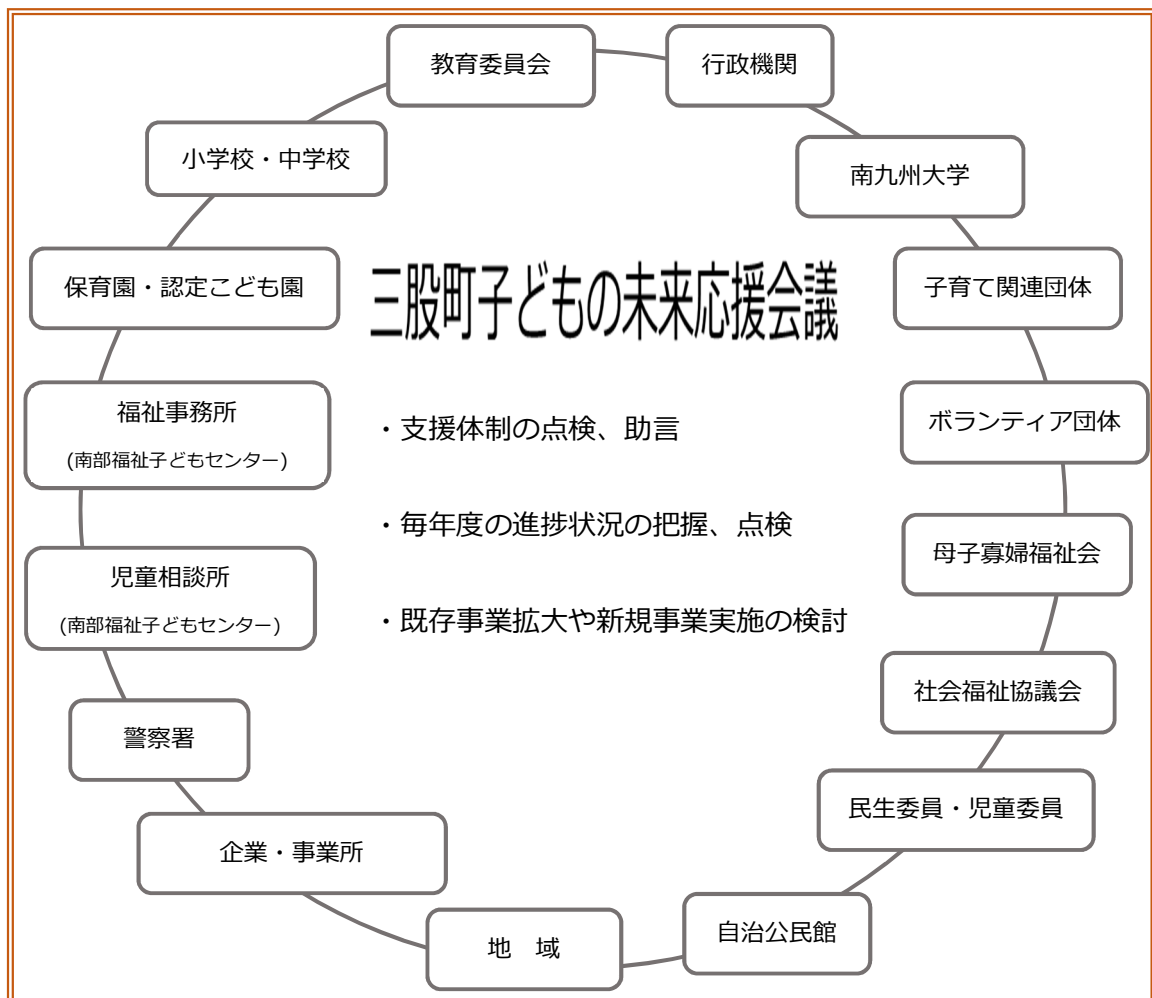 教育委員会
行政機関
小学校・中学校
南九州大学
保育園・認定こども園
三股町子どもの未来応援会議
子育て関連団体
福祉事務所
(南部福祉子どもセンター)
・支援体制の点検、助言
ボランティア団体
・毎年度の進捗状況の把握、点検
母子寡婦福祉会
児童相談所
(南部福祉子どもセンター)
・既存事業拡大や新規事業実施の検討
社会福祉協議会
警察署
民生委員・児童委員
企業・事業所
自治公民館
地　域